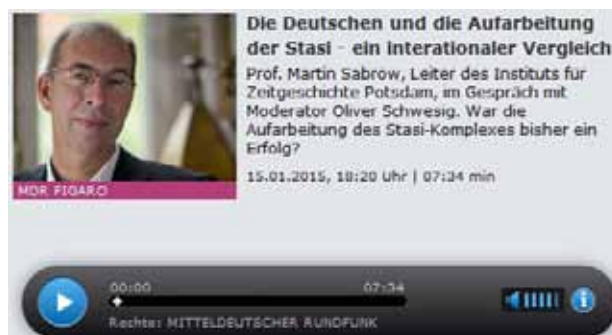 Die Deutschen und die Aufarbeitung
der Stasi - ein interationaler Vergleich
Prof. Martin Sabrow, Leiter des Instituts für
Zeitgeschichte Potsdam, im Gespräch mit
Moderator Oliver Schwesig. War die
Aufarbeitung des Stasi-Komplexes bisher ein
Erfolg?
15.01.2015, 18:20 Uhr | 07:34 min
MDR FIGARO
00:00 07:34
Rechte: MITTELDEUTSCHER RUNDFUNK